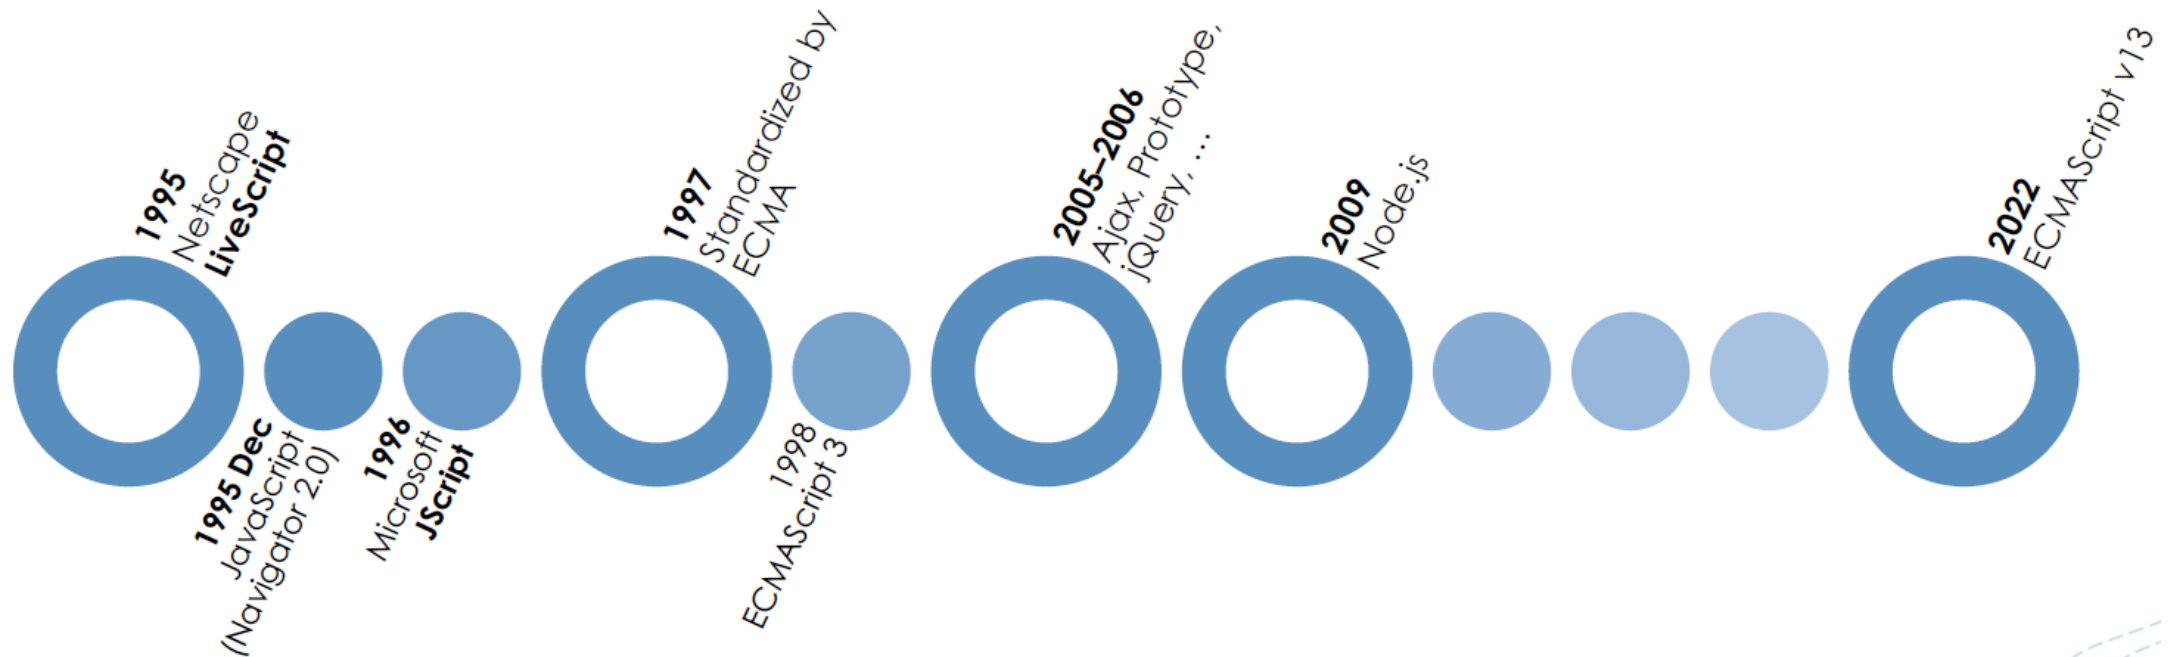 1995
Netscape
LiveScript
1995 Dec
JavaScript
(Navigator 2.0)
1996
Microsoft
JScript
1997
Standardized by
ECMA
1998
ECMAScript 3
2005–2006
Ajax, Prototype,
jQuery, ...
2009
Node.js
2022
ECMAScript v13